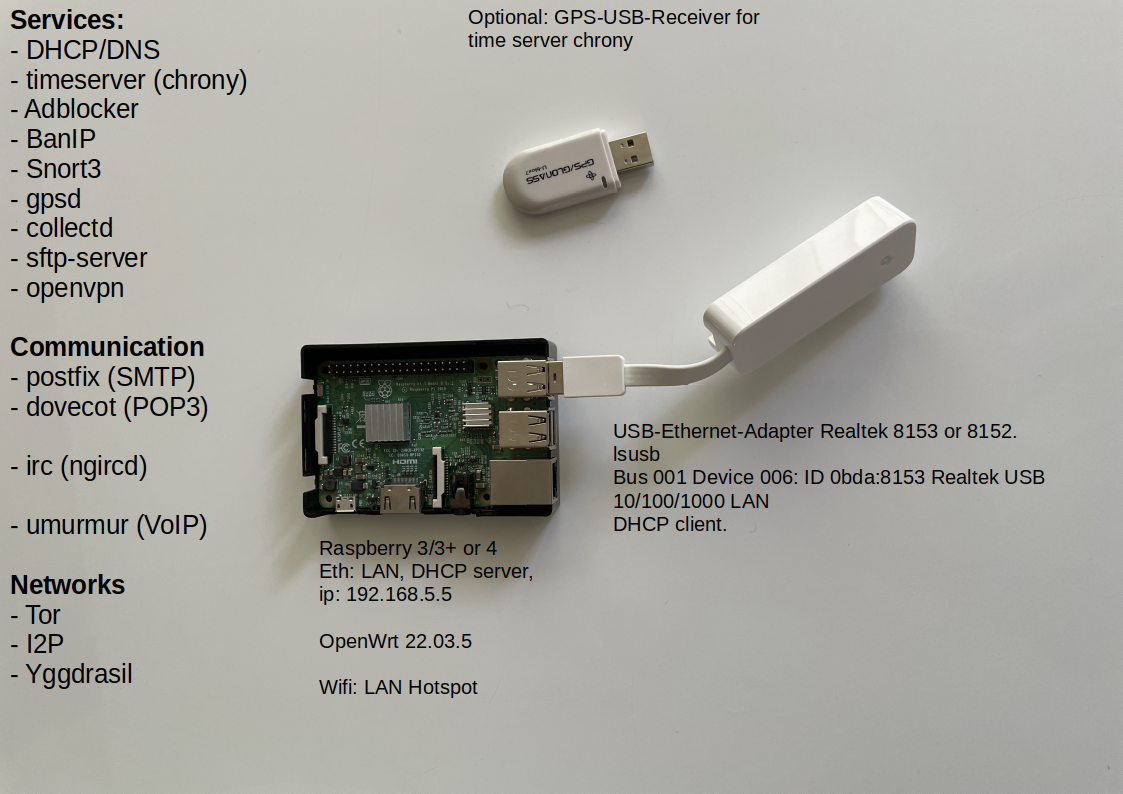 Services:
- DHCP/DNS
- timeserver (chrony)
- Adblocker
- BanIP
- Snort3
- gpsd
- collectd
- sftp-server
- openvpn
Communication
- postfix (SMTP)
- dovecot (POP3)
- irc (ngircd)
- umurmur (VoIP)
Networks
- Tor
- I2P
- Yggdrasil
Optional: GPS-USB-Receiver for
time server chrony
GPS/GLONASS
U-blox7
USB-Ethernet-Adapter Realtek 8153 or 8152.
lsusb
Bus 001 Device 006: ID 0bda:8153 Realtek USB
10/100/1000 LAN
DHCP client.
HDMI
Raspberry 3/3+ or 4
Eth: LAN, DHCP server,
ip: 192.168.5.5
OpenWrt 22.03.5
Wifi: LAN Hotspot